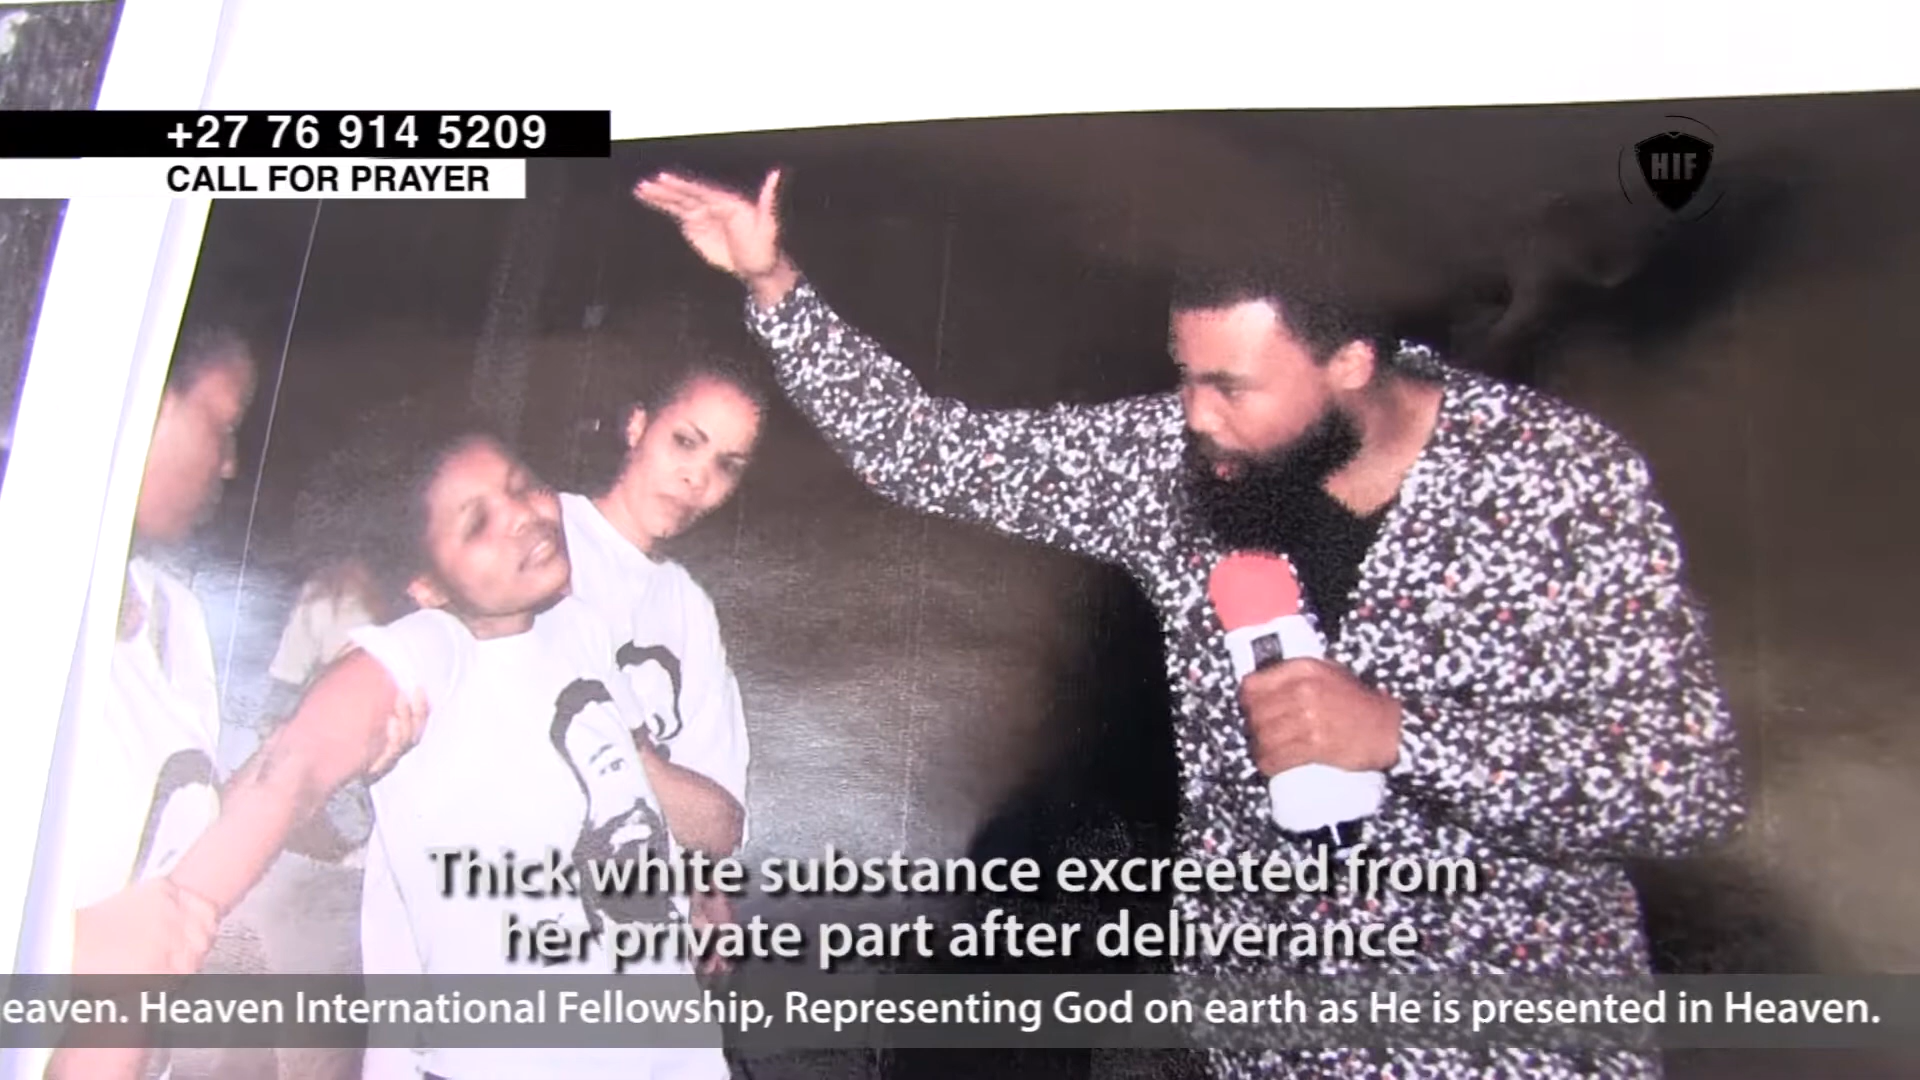 +27 76 914 5209
CALL FOR PRAYER
HIF
Thick white substance excreeted from
her private part after deliverance
eaven. Heaven International Fellowship, Representing God on earth as He is presented in Heaven.